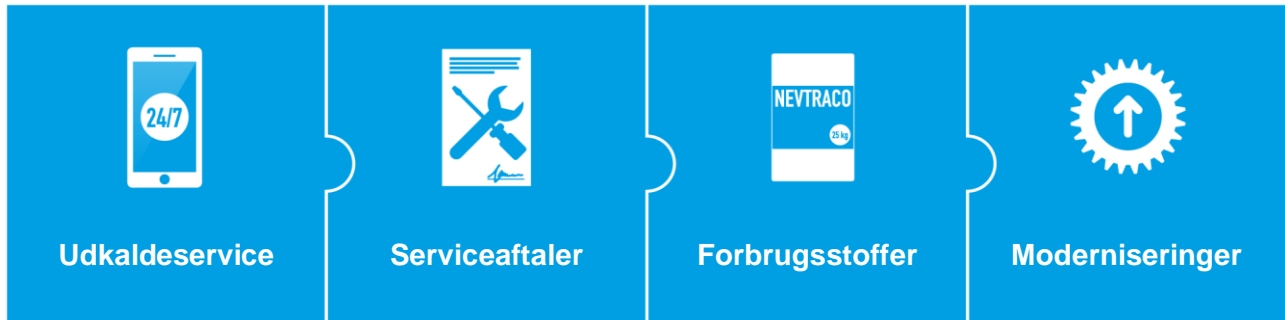 24/7
NEVTRACO
25 kg
Udkaldeservice
Serviceaftaler
Forbrugsstoffer
Moderniseringer